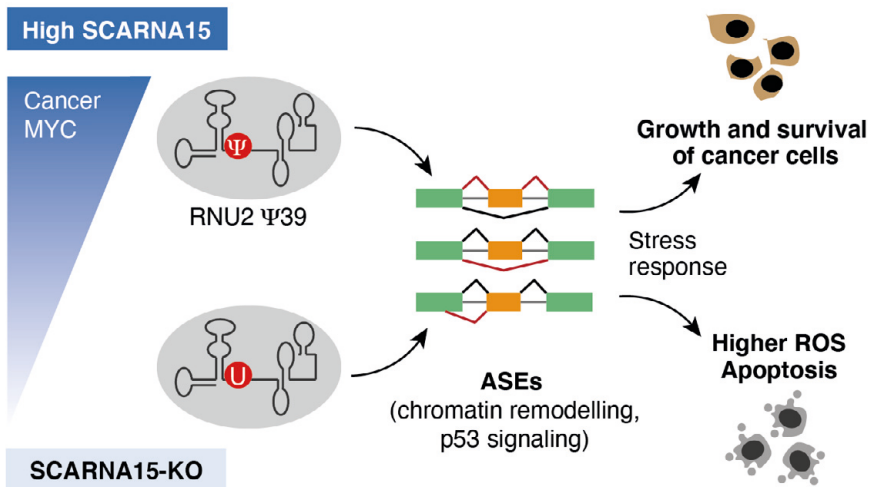 High SCARNA15
Cancer
MYC
Ψ
RNU2 Ψ39
U
SCARNA15-KO
ASEs
(chromatin remodelling,
p53 signaling)
Growth and survival
of cancer cells
Stress
response
Higher ROS
Apoptosis